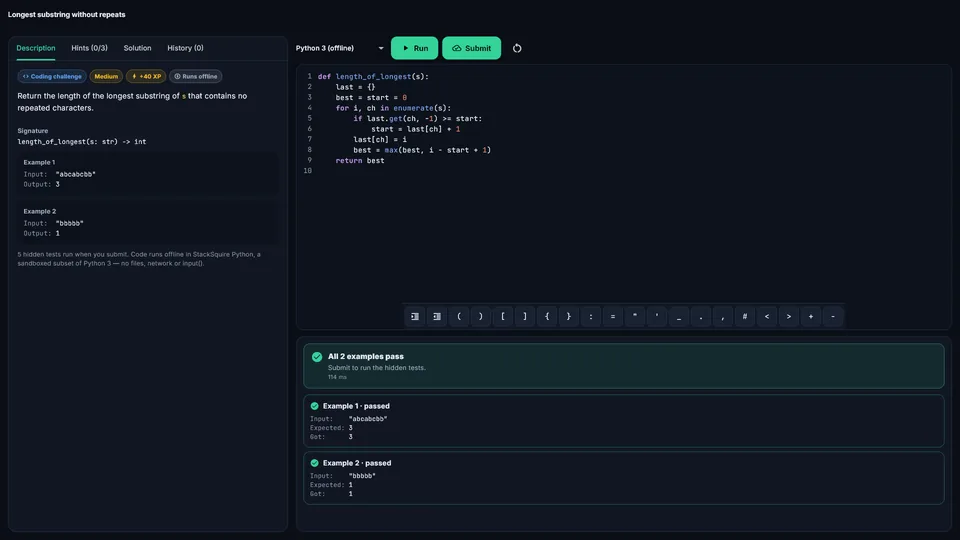 Longest substring without repeats
Description
Hints (0/3)
Solution
History (0)
<> Coding challenge
Medium
+40 XP
Runs offline
Return the length of the longest substring of s that contains no
repeated characters.
Signature
length_of_longest(s: str) -> int
Example 1
Input: "abcabcbb"
Output: 3
Example 2
Input: "bbbbb"
Output: 1
5 hidden tests run when you submit. Code runs offline in StackSquire Python, a
sandboxed subset of Python 3 — no files, network or input().
Python 3 (offline)
Run
Submit
1 def length_of_longest(s):
2     last = {}
3     best = start = 0
4     for i, ch in enumerate(s):
5         if last.get(ch, -1) >= start:
6             start = last[ch] + 1
7         last[ch] = i
8         best = max(best, i - start + 1)
9     return best
10
( ) [ ] { } : = " ' _ . , # < > + -
All 2 examples pass
Submit to run the hidden tests.
114 ms
Example 1 · passed
Input: "abcabcbb"
Expected: 3
Got: 3
Example 2 · passed
Input: "bbbbb"
Expected: 1
Got: 1